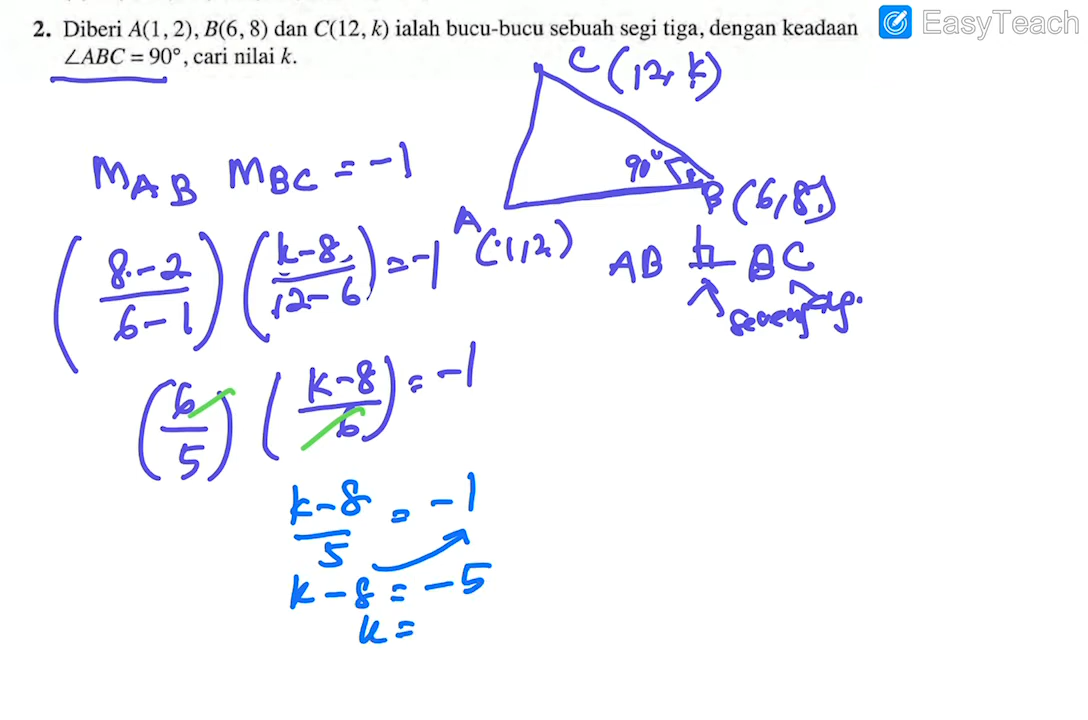 2. Diberi A(1, 2), B(6, 8) dan C(12, k) ialah bucu-bucu sebuah segi tiga, dengan keadaan
∠ABC = 90°, cari nilai k.
EasyTeach
C (12, k)
90°
B (6, 8)
A (1, 2)
AB ⊥ BC
M_AB M_BC = -1
((8-2)/(6-1)) ((k-8)/(12-6)) = -1
(6/5) ((k-8)/6) = -1
(k-8)/5 = -1
k - 8 = -5
k =